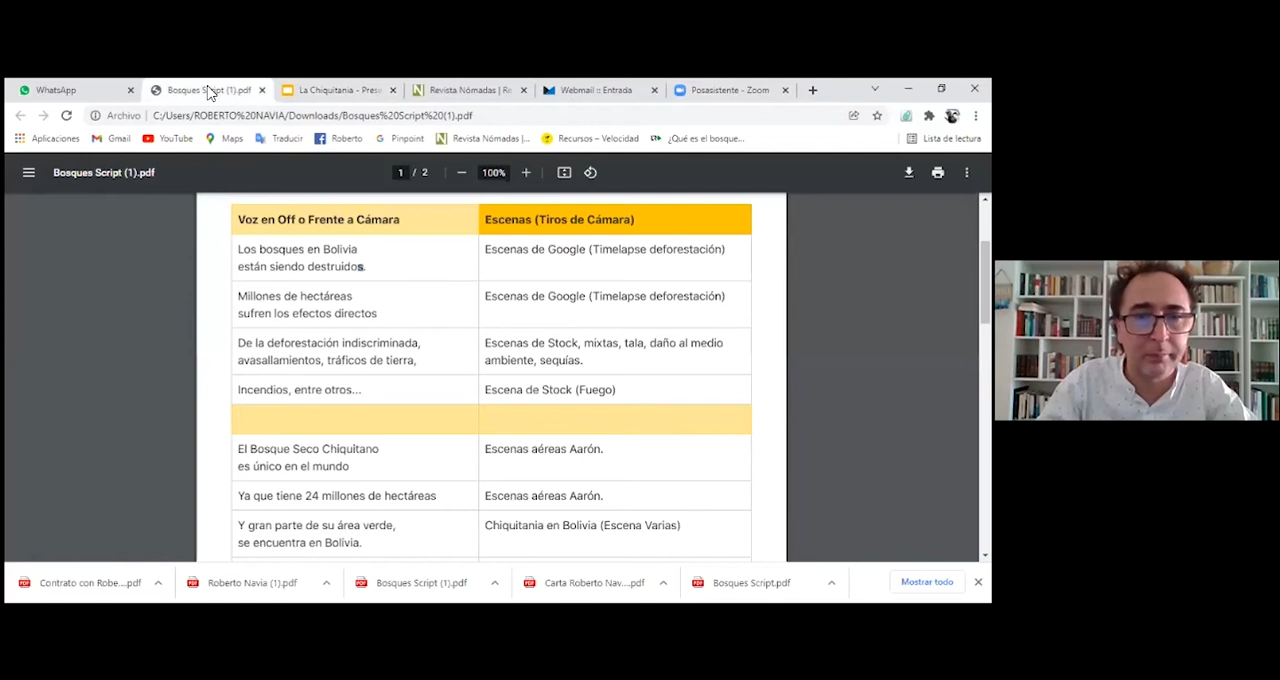 WhatsApp
Bosques Script (1).pdf
La Chiquitania - Prese
Revista Nómadas | Re
Webmail :: Entrada
Posasistente - Zoom
Archivo
C:/Users/ROBERTO%20NAVIA/Downloads/Bosques%20Script%20(1).pdf
Aplicaciones
Gmail
YouTube
Maps
Traducir
Roberto
Pinpoint
Revista Nómadas |...
Recursos – Velocidad
¿Qué es el bosque...
Lista de lectura
Bosques Script (1).pdf
1 / 2
100%
Voz en Off o Frente a Cámara
Escenas (Tiros de Cámara)
Los bosques en Bolivia
están siendo destruidos.
Escenas de Google (Timelapse deforestación)
Millones de hectáreas
sufren los efectos directos
Escenas de Google (Timelapse deforestación)
De la deforestación indiscriminada,
avasallamientos, tráficos de tierra,
Escenas de Stock, mixtas, tala, daño al medio
ambiente, sequías.
Incendios, entre otros...
Escena de Stock (Fuego)
El Bosque Seco Chiquitano
es único en el mundo
Escenas aéreas Aarón.
Ya que tiene 24 millones de hectáreas
Escenas aéreas Aarón.
Y gran parte de su área verde,
se encuentra en Bolivia.
Chiquitania en Bolivia (Escena Varias)
Contrato con Robe....pdf
Roberto Navia (1).pdf
Bosques Script (1).pdf
Carta Roberto Nav....pdf
Bosques Script.pdf
Mostrar todo